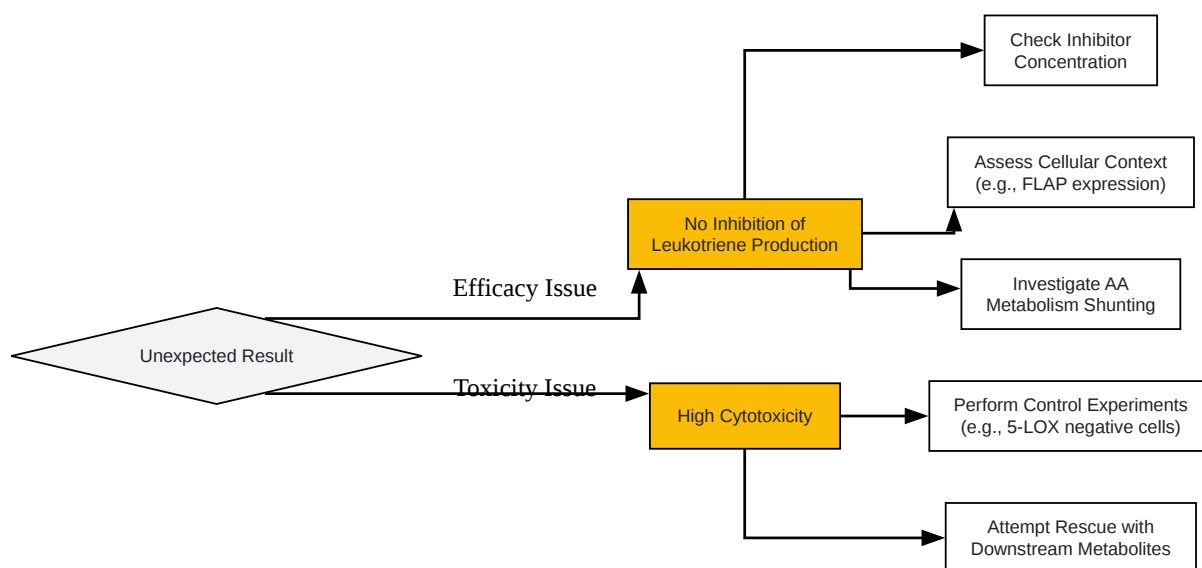 Check Inhibitor
Concentration
Assess Cellular Context
(e.g., FLAP expression)
No Inhibition of
Leukotriene Production
Efficacy Issue
Investigate AA
Metabolism Shunting
Unexpected Result
Toxicity Issue
High Cytotoxicity
Perform Control Experiments
(e.g., 5-LOX negative cells)
Attempt Rescue with
Downstream Metabolites